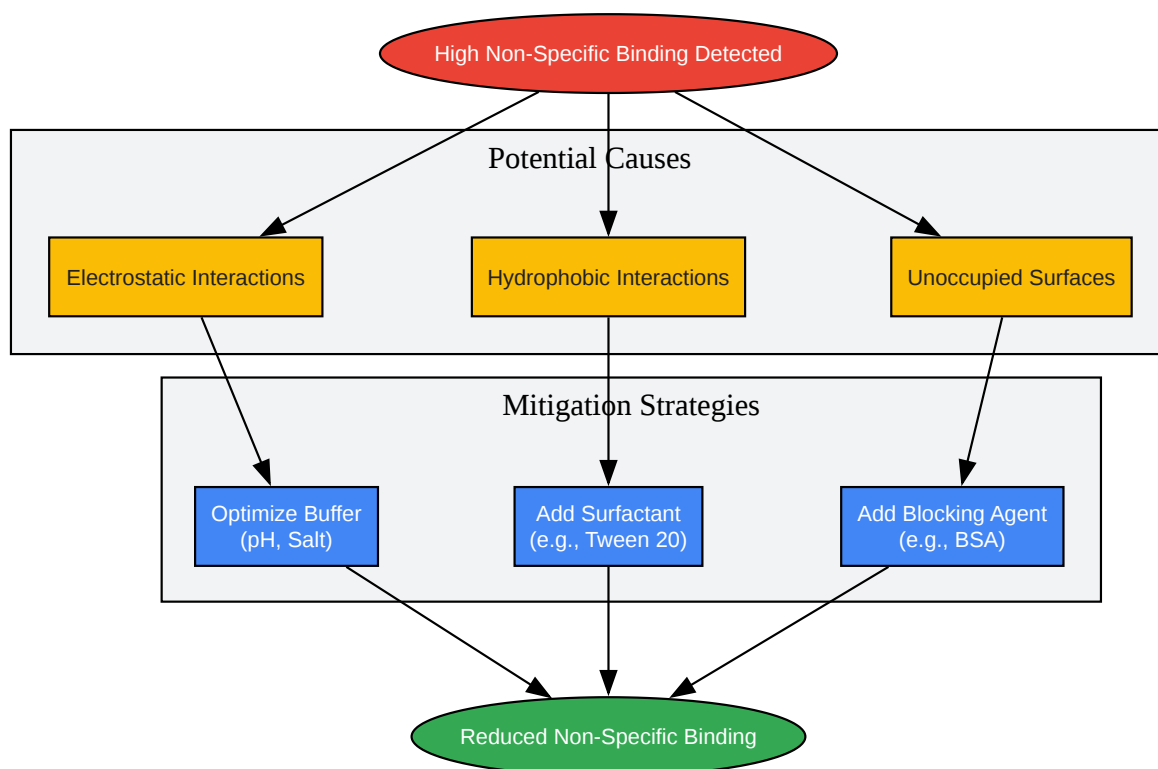 High Non-Specific Binding Detected
Potential Causes
Electrostatic Interactions
Hydrophobic Interactions
Unoccupied Surfaces
Mitigation Strategies
Optimize Buffer
(pH, Salt)
Add Surfactant
(e.g., Tween 20)
Add Blocking Agent
(e.g., BSA)
Reduced Non-Specific Binding